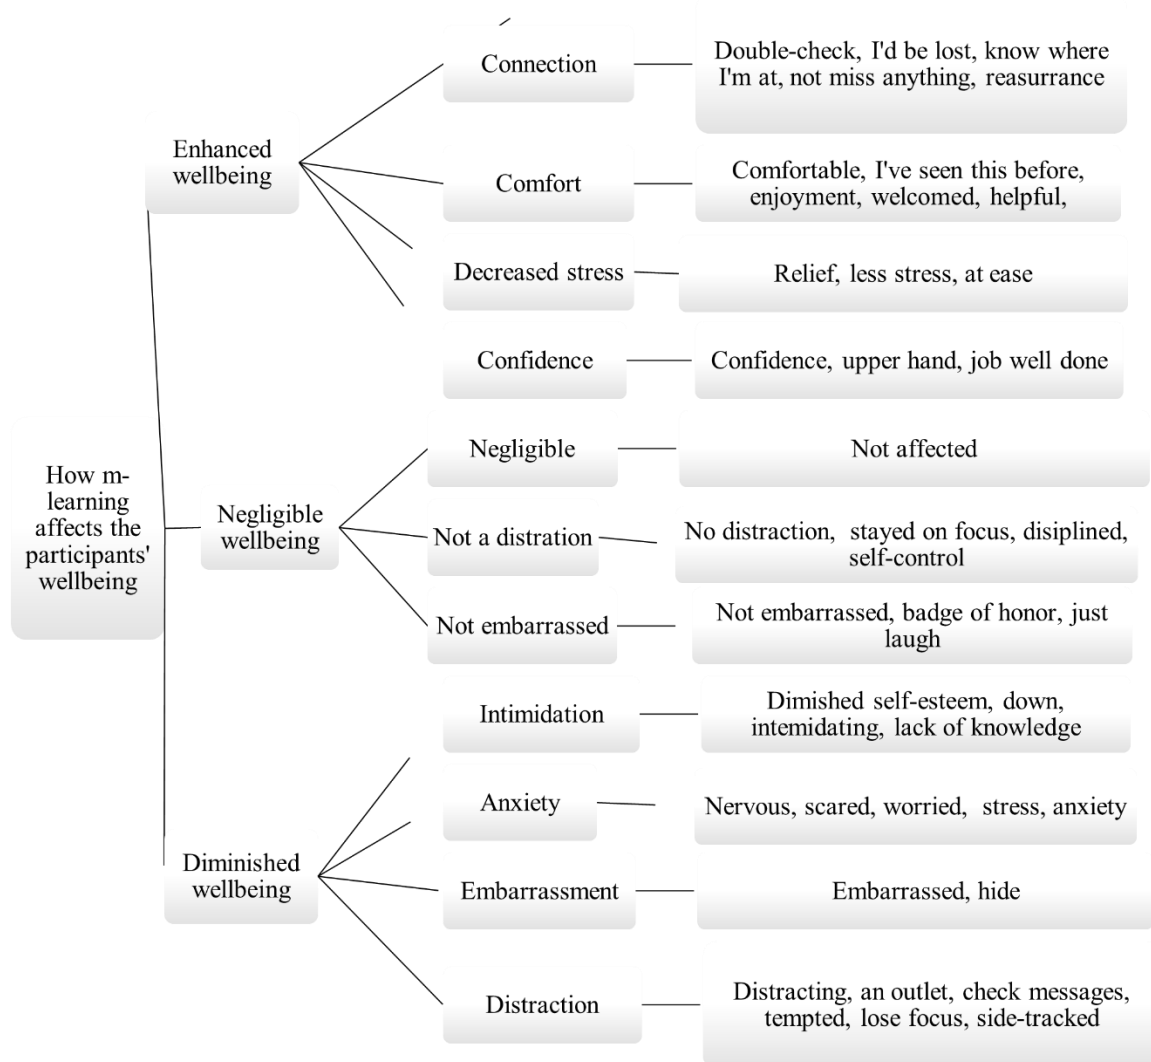 Connection
Double-check, I'd be lost, know where
I'm at, not miss anything, reasurrance
Enhanced
wellbeing
Comfort
Comfortable, I've seen this before,
enjoyment, welcomed, helpful,
Decreased stress
Relief, less stress, at ease
Confidence
Confidence, upper hand, job well done
How m-
learning
affects the
participants'
wellbeing
Negligible
wellbeing
Negligible
Not affected
Not a distration
No distraction, stayed on focus, disiplined,
self-control
Not embarrassed
Not embarrassed, badge of honor, just
laugh
Diminished
wellbeing
Intimidation
Dimished self-esteem, down,
intemidating, lack of knowledge
Anxiety
Nervous, scared, worried, stress, anxiety
Embarrassment
Embarrassed, hide
Distraction
Distracting, an outlet, check messages,
tempted, lose focus, side-tracked